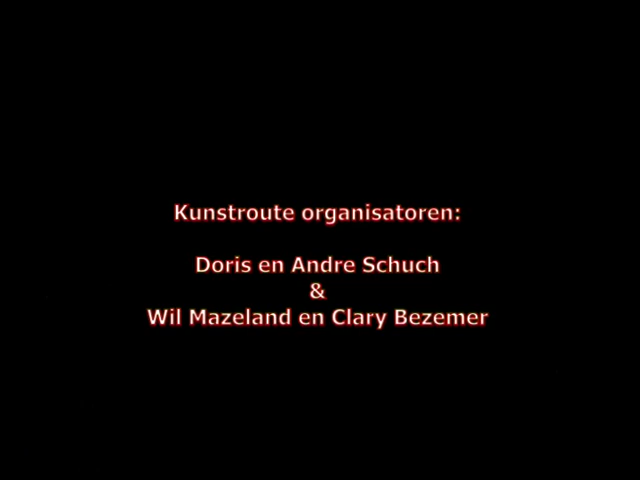 Kunstroute organisatoren:
Doris en Andre Schuch
&
Wil Mazeland en Clary Bezemer